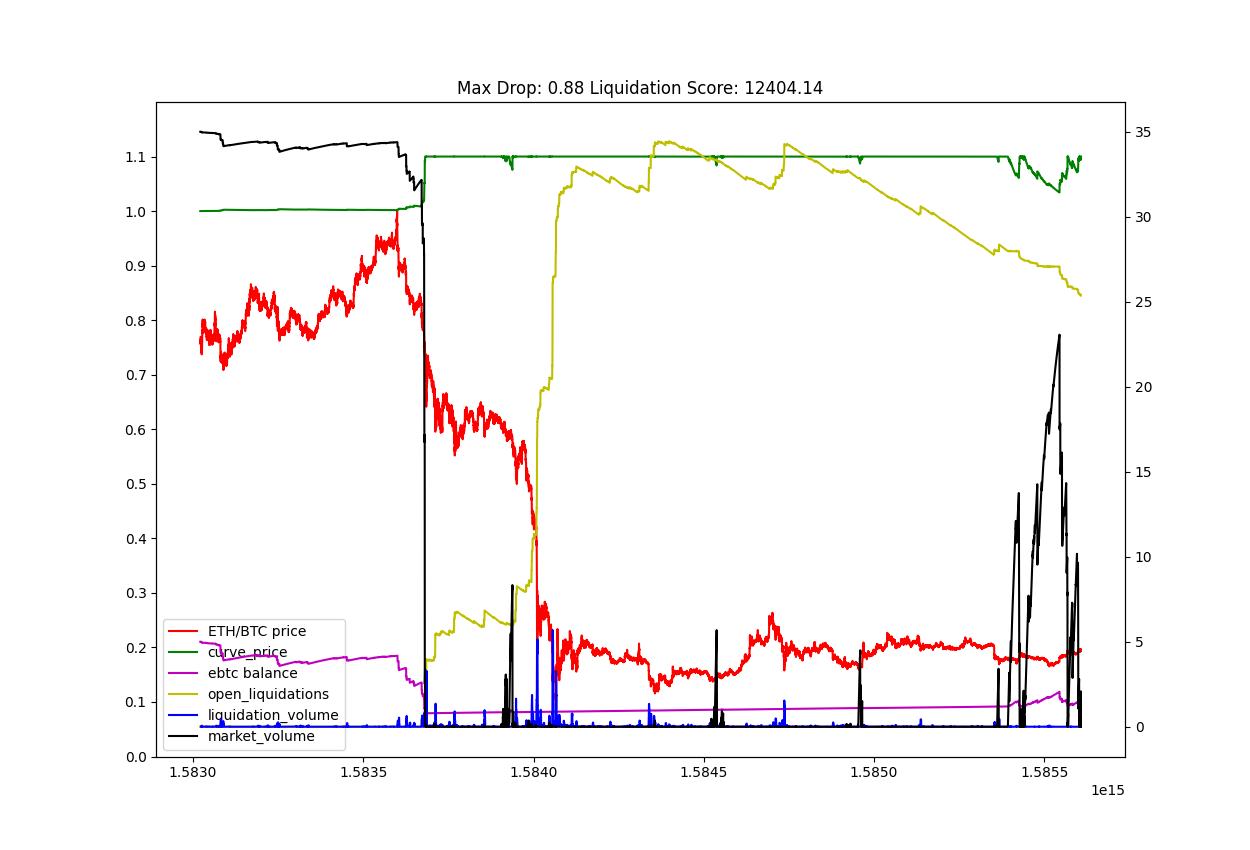 Max Drop: 0.88 Liquidation Score: 12404.14
1.1
1.0
0.9
0.8
0.7
0.6
0.5
0.4
0.3
0.2
0.1
0.0
35
30
25
20
15
10
5
0
ETH/BTC price
curve_price
ebtc balance
open_liquidations
liquidation_volume
market_volume
1.5830 1.5835 1.5840 1.5845 1.5850 1.5855
1e15